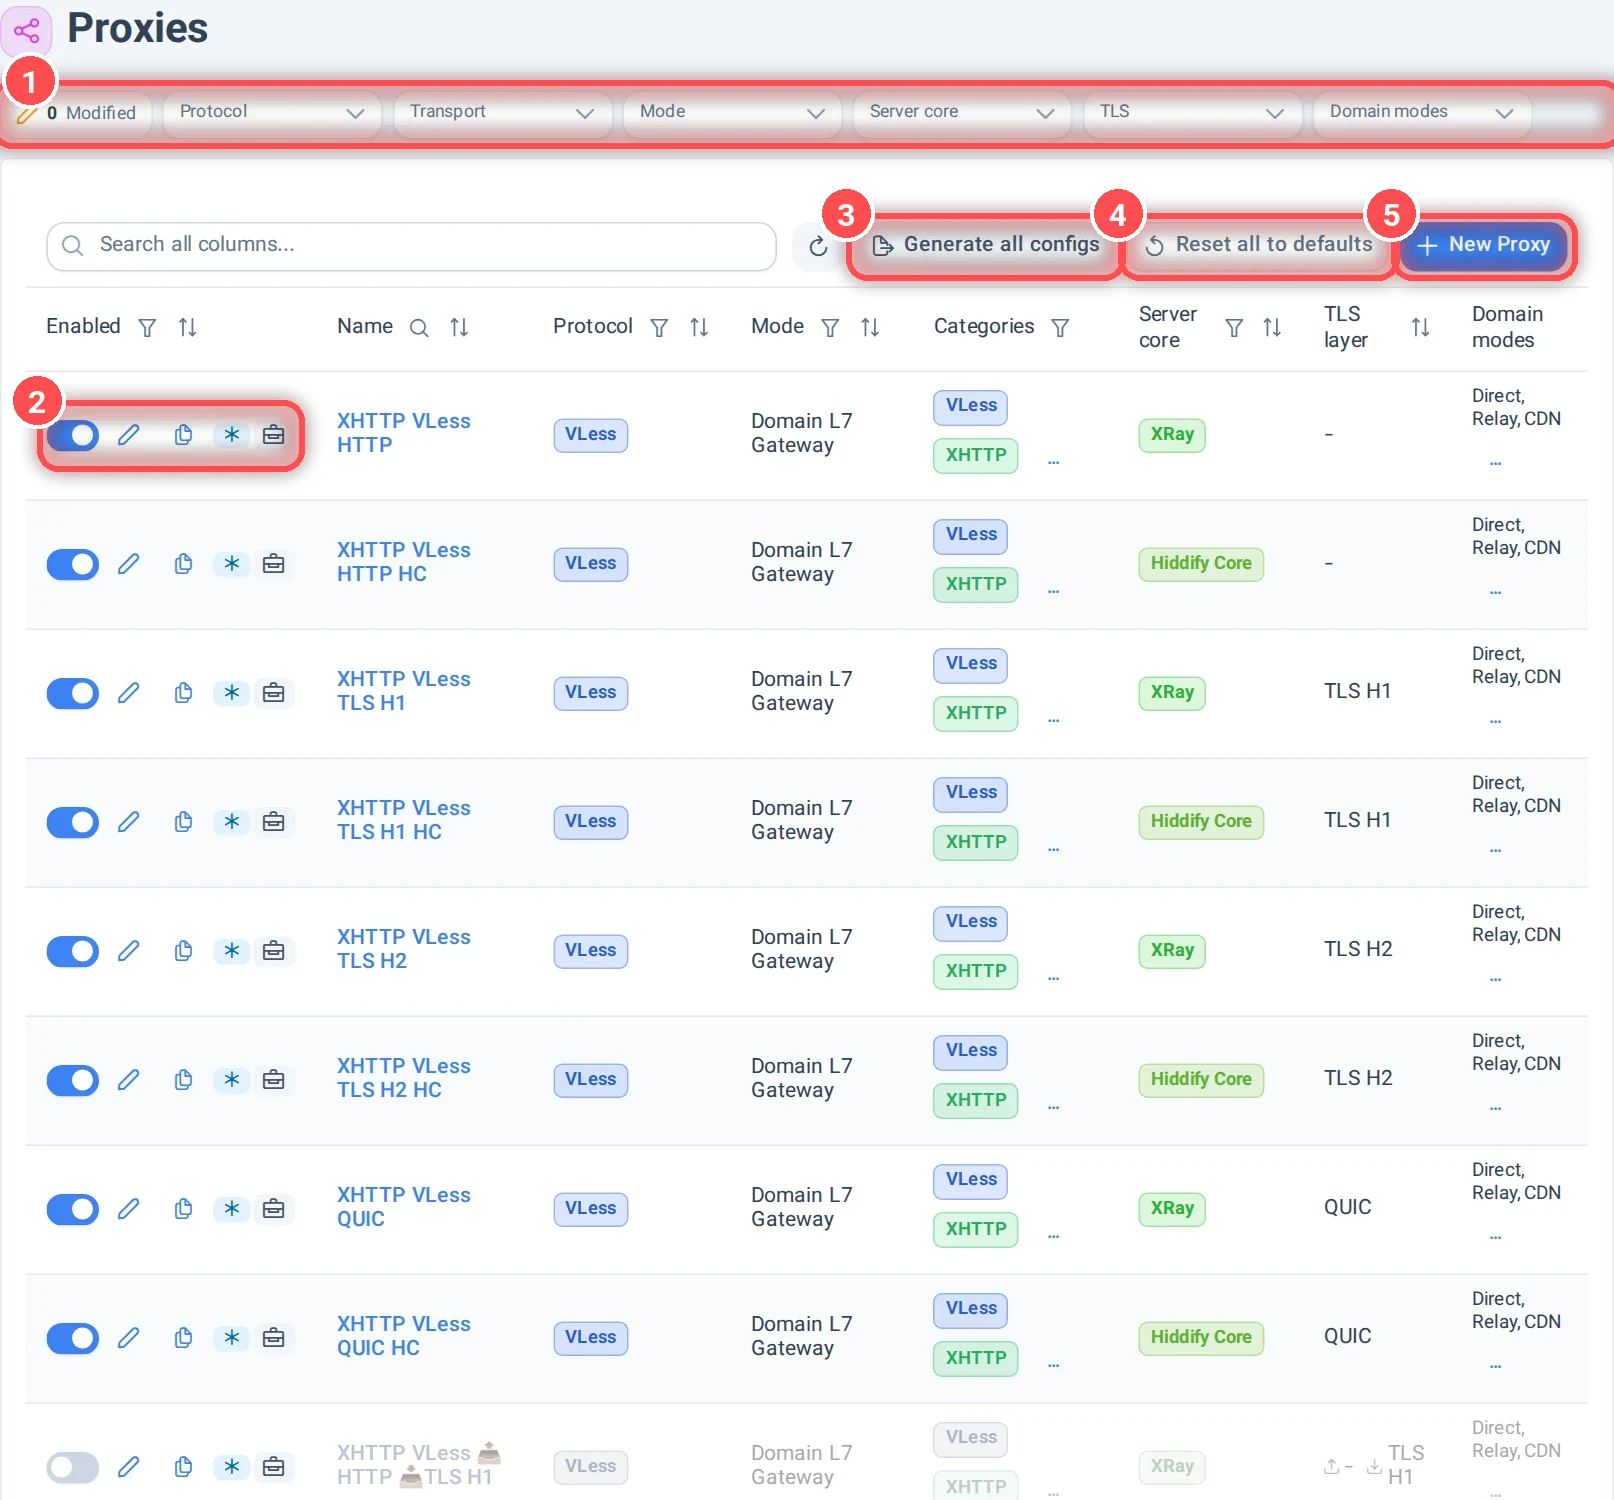 Proxies
1
0 Modified
Protocol
Transport
Mode
Server core
TLS
Domain modes
Search all columns...
3
Generate all configs
4
Reset all to defaults
5
New Proxy
Enabled
Name
Protocol
Mode
Categories
Server
core
TLS
layer
Domain
modes
2
XHTTP VLess
HTTP
VLess
Domain L7
Gateway
VLess
XHTTP
...
XRay
-
Direct,
Relay, CDN
...
XHTTP VLess
HTTP HC
VLess
Domain L7
Gateway
VLess
XHTTP
...
Hiddify Core
-
Direct,
Relay, CDN
...
XHTTP VLess
TLS H1
VLess
Domain L7
Gateway
VLess
XHTTP
...
XRay
TLS H1
Direct,
Relay, CDN
...
XHTTP VLess
TLS H1 HC
VLess
Domain L7
Gateway
VLess
XHTTP
...
Hiddify Core
TLS H1
Direct,
Relay, CDN
...
XHTTP VLess
TLS H2
VLess
Domain L7
Gateway
VLess
XHTTP
...
XRay
TLS H2
Direct,
Relay, CDN
...
XHTTP VLess
TLS H2 HC
VLess
Domain L7
Gateway
VLess
XHTTP
...
Hiddify Core
TLS H2
Direct,
Relay, CDN
...
XHTTP VLess
QUIC
VLess
Domain L7
Gateway
VLess
XHTTP
...
XRay
QUIC
Direct,
Relay, CDN
...
XHTTP VLess
QUIC HC
VLess
Domain L7
Gateway
VLess
XHTTP
...
Hiddify Core
QUIC
Direct,
Relay, CDN
...
XHTTP VLess 📤
HTTP 📥TLS H1
VLess
Domain L7
Gateway
VLess
XHTTP
...
XRay
- TLS
H1
Direct,
Relay, CDN
...